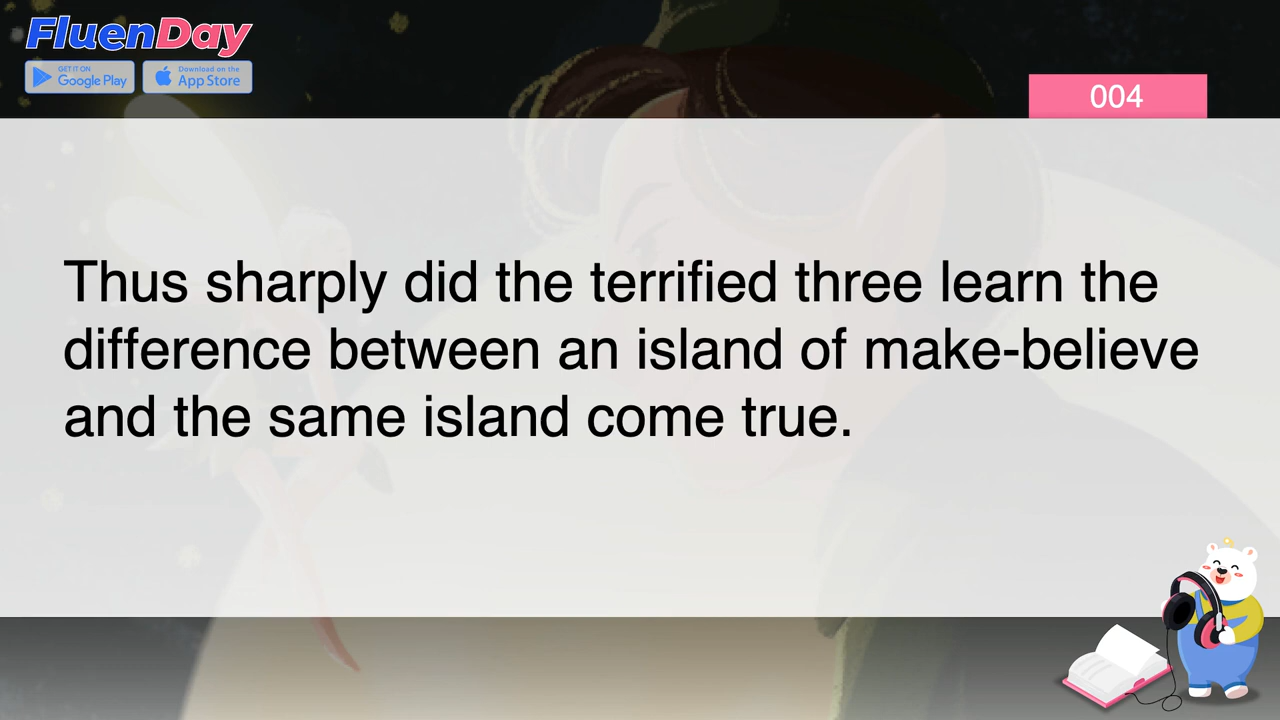 FluenDay
GET IT ON
Google Play
Download on the
App Store
004
Thus sharply did the terrified three learn the
difference between an island of make-believe
and the same island come true.